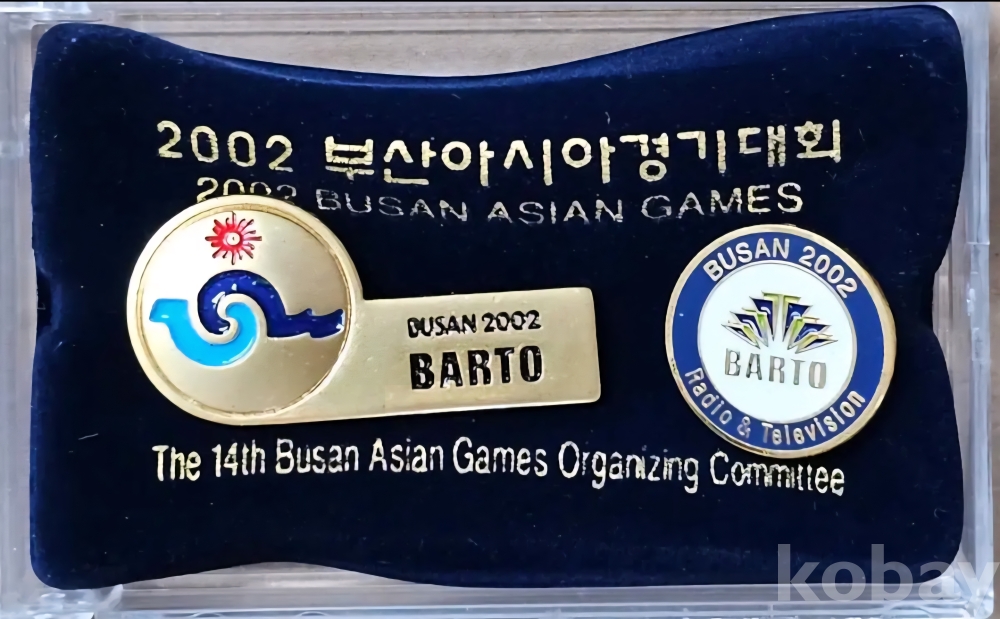 2002 부산아시아경기대회
2002 BUSAN ASIAN GAMES
BUSAN 2002
BARTO
BUSAN 2002
BARTO
Radio & Television
The 14th Busan Asian Games Organizing Committee
kobay